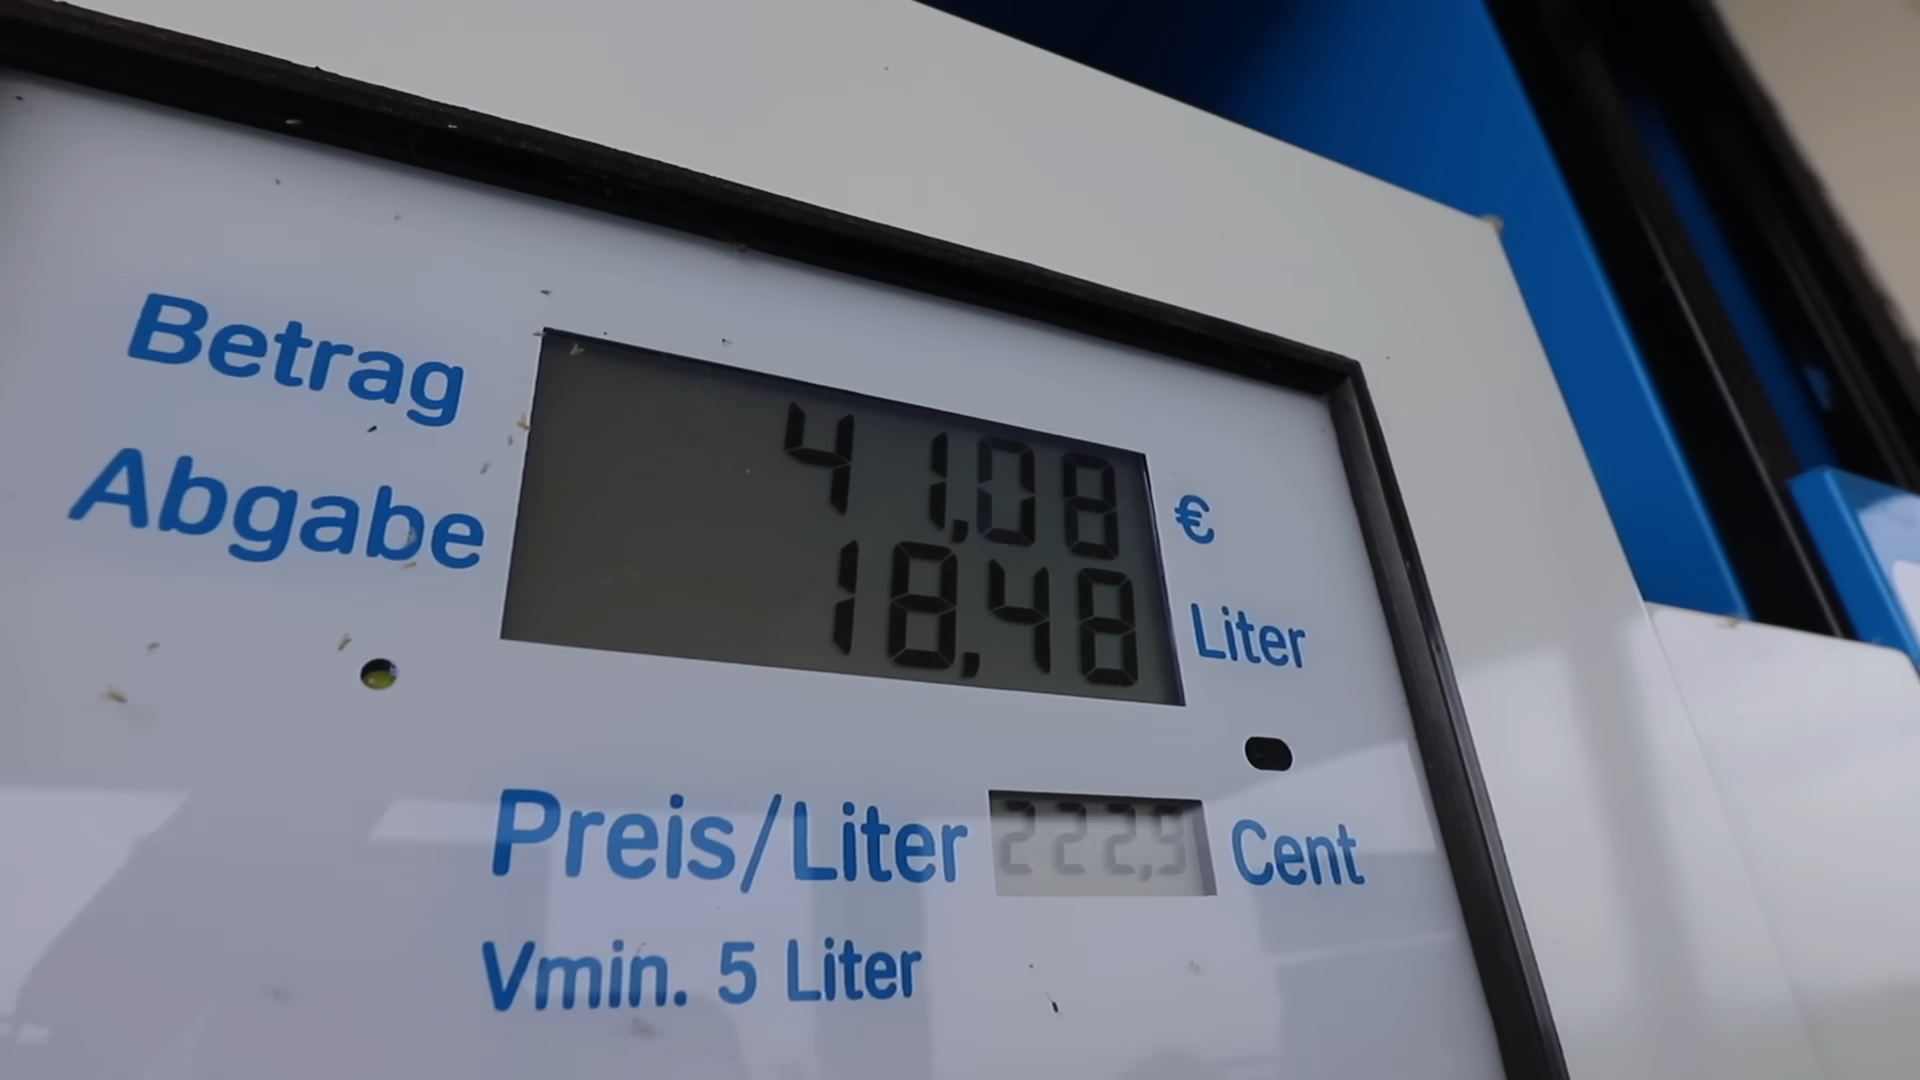 Betrag 41,08 €
Abgabe 18,48 Liter
Preis/Liter 222,9 Cent
Vmin. 5 Liter